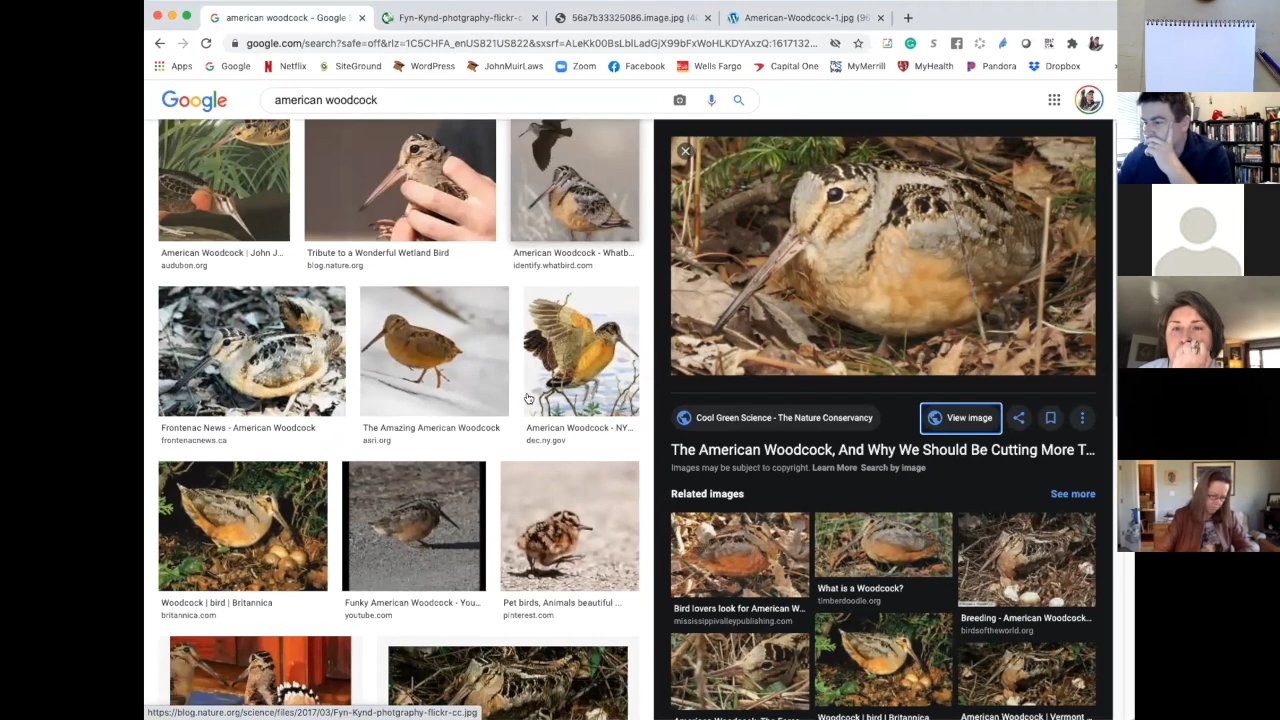 american woodcock - Google S
Fyn-Kynd-photgraphy-flickr-c
56a7b33325086.image.jpg (4
American-Woodcock-1.jpg (96
google.com/search?safe=off&rlz=1C5CHFA_enUS821US822&sxsrf=ALeKk00BsLblLadGjX99bFxWoHLKDYAxzQ:1617132...
Apps
Google
Netflix
SiteGround
WordPress
JohnMuirLaws
Zoom
Facebook
Wells Fargo
Capital One
MyMerrill
MyHealth
Pandora
Dropbox
Google
american woodcock
American Woodcock | John J...
audubon.org
Tribute to a Wonderful Wetland Bird
blog.nature.org
American Woodcock - Whatb...
identify.whatbird.com
Frontenac News - American Woodcock
frontenacnews.ca
The Amazing American Woodcock
asri.org
American Woodcock - NY...
dec.ny.gov
Woodcock | bird | Britannica
britannica.com
Funky American Woodcock - You...
youtube.com
Pet birds, Animals beautiful ...
pinterest.com
Cool Green Science - The Nature Conservancy
View image
The American Woodcock, And Why We Should Be Cutting More T...
Images may be subject to copyright. Learn More Search by image
Related images
See more
Bird lovers look for American W...
mississippivalleypublishing.com
What is a Woodcock?
timberdoodle.org
Breeding - American Woodcock...
birdsoftheworld.org
Woodcock | bird | Britannica
American Woodcock | Vermont ...
https://blog.nature.org/science/files/2017/03/Fyn-Kynd-photgraphy-flickr-cc.jpg